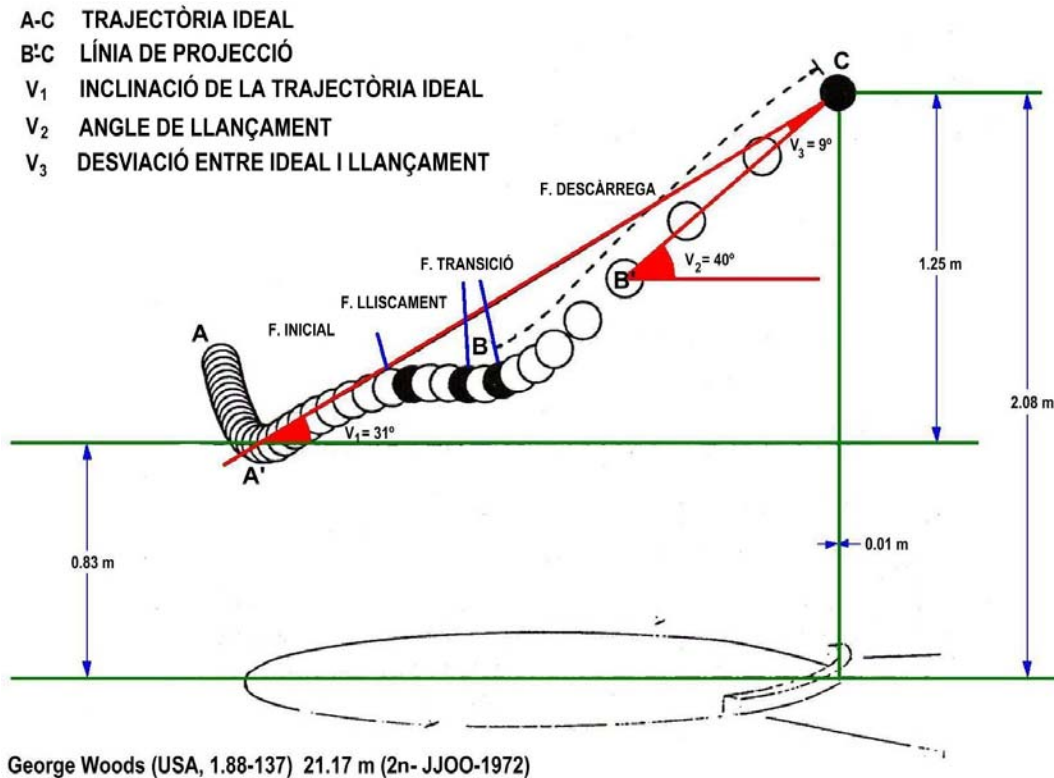 A-C TRAJECTÒRIA IDEAL
B'-C LÍNIA DE PROJECCIÓ
V₁ INCLINACIÓ DE LA TRAJECTÒRIA IDEAL
V₂ ANGLE DE LLANÇAMENT
V₃ DESVIACIÓ ENTRE IDEAL I LLANÇAMENT
C
V₃ = 9º
F. DESCÀRREGA
1.25 m
F. TRANSICIÓ
V₂= 40º
B'
F. LLISCAMENT
F. INICIAL
A
B
2.08 m
V₁= 31º
A'
0.83 m
0.01 m
George Woods (USA, 1.88-137) 21.17 m (2n- JJOO-1972)